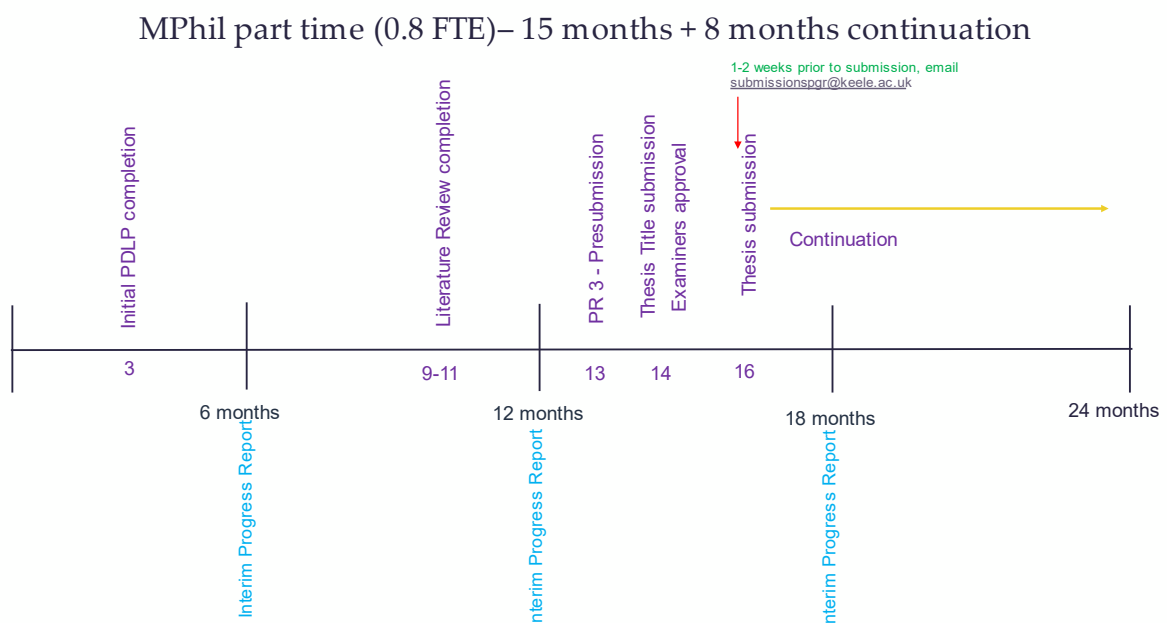 MPhil part time (0.8 FTE)– 15 months + 8 months continuation
1-2 weeks prior to submission, email
submissionspgr@keele.ac.uk
Initial PDLP completion
Literature Review completion
PR 3 - Presubmission
Thesis Title submission
Examiners approval
Thesis submission
Continuation
3
9-11
13
14
16
6 months
12 months
18 months
24 months
Interim Progress Report
nterim Progress Report
nterim Progress Report